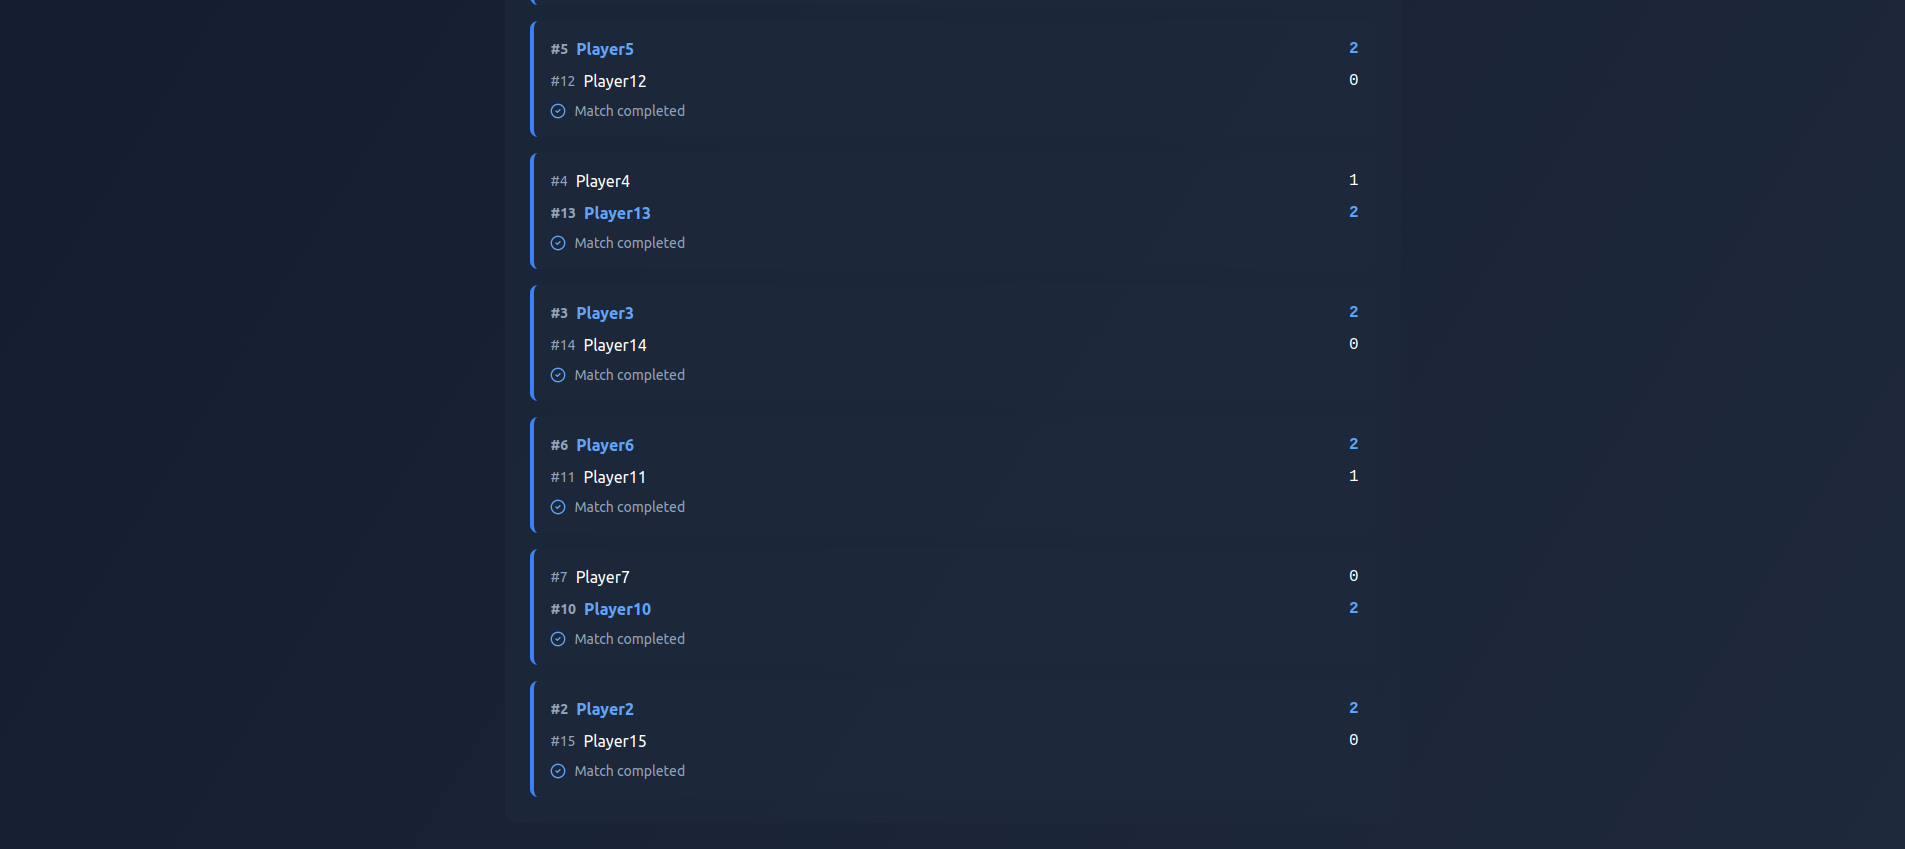 #5 Player5 2
#12 Player12 0
Match completed
#4 Player4 1
#13 Player13 2
Match completed
#3 Player3 2
#14 Player14 0
Match completed
#6 Player6 2
#11 Player11 1
Match completed
#7 Player7 0
#10 Player10 2
Match completed
#2 Player2 2
#15 Player15 0
Match completed